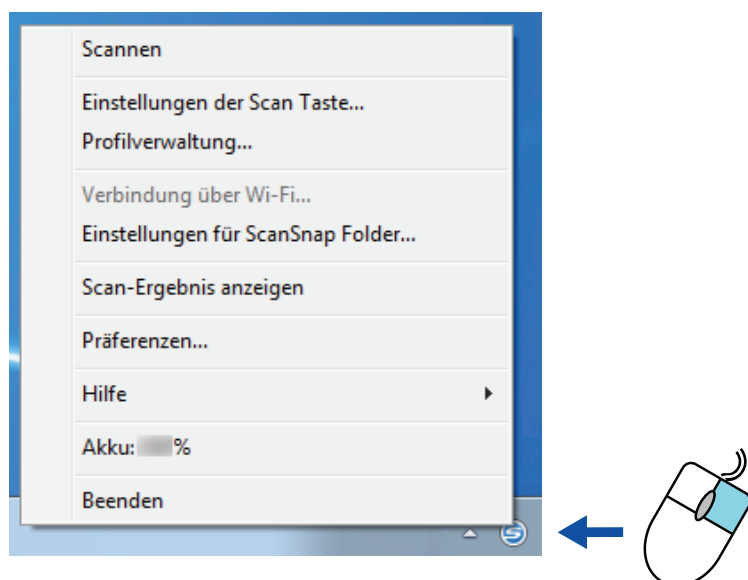 Scannen
Einstellungen der Scan Taste...
Profilverwaltung...
Verbindung über Wi-Fi...
Einstellungen für ScanSnap Folder...
Scan-Ergebnis anzeigen
Präferenzen...
Hilfe
Akku: %
Beenden